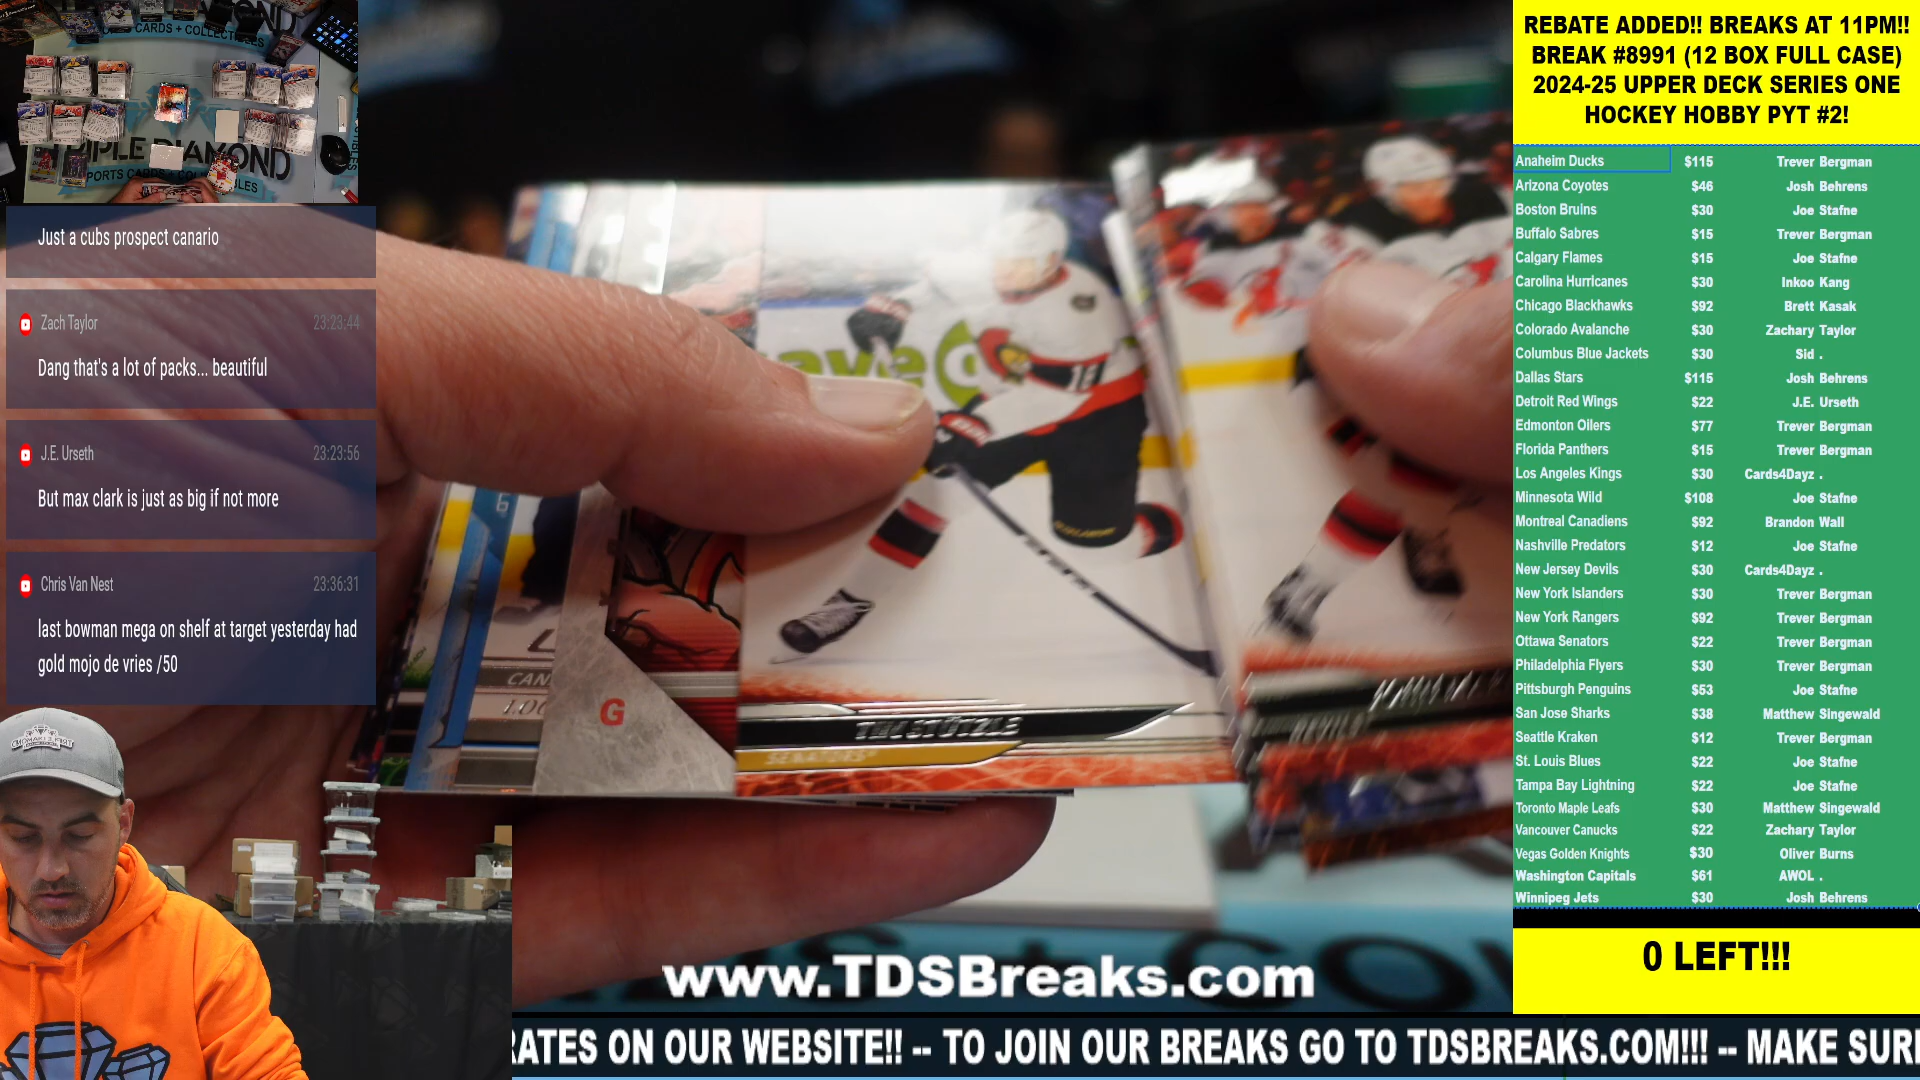 REBATE ADDED!! BREAKS AT 11PM!!
BREAK #8991 (12 BOX FULL CASE)
2024-25 UPPER DECK SERIES ONE
HOCKEY HOBBY PYT #2!
Anaheim Ducks $115 Trever Bergman
Arizona Coyotes $46 Josh Behrens
Boston Bruins $30 Joe Stafne
Buffalo Sabres $15 Trever Bergman
Calgary Flames $15 Joe Stafne
Carolina Hurricanes $30 Inkoo Kang
Chicago Blackhawks $92 Brett Kasak
Colorado Avalanche $30 Zachary Taylor
Columbus Blue Jackets $30 Sid .
Dallas Stars $115 Josh Behrens
Detroit Red Wings $22 J.E. Urseth
Edmonton Oilers $77 Trever Bergman
Florida Panthers $15 Trever Bergman
Los Angeles Kings $30 Cards4Dayz .
Minnesota Wild $108 Joe Stafne
Montreal Canadiens $92 Brandon Wall
Nashville Predators $12 Joe Stafne
New Jersey Devils $30 Cards4Dayz .
New York Islanders $30 Trever Bergman
New York Rangers $92 Trever Bergman
Ottawa Senators $22 Trever Bergman
Philadelphia Flyers $30 Trever Bergman
Pittsburgh Penguins $53 Joe Stafne
San Jose Sharks $38 Matthew Singewald
Seattle Kraken $12 Trever Bergman
St. Louis Blues $22 Joe Stafne
Tampa Bay Lightning $22 Joe Stafne
Toronto Maple Leafs $30 Matthew Singewald
Vancouver Canucks $22 Zachary Taylor
Vegas Golden Knights $30 Oliver Burns
Washington Capitals $61 AWOL .
Winnipeg Jets $30 Josh Behrens
0 LEFT!!!
Just a cubs prospect canario
Zach Taylor 23:23:44
Dang that's a lot of packs... beautiful
J.E. Urseth 23:23:56
But max clark is just as big if not more
Chris Van Nest 23:36:31
last bowman mega on shelf at target yesterday had
gold mojo de vries /50
CARDS + COLLECTIBLES
DIAMOND
PORTS CARDS +
G
TIM STÜTZLE
SENATORS
DEVILS
www.TDSBreaks.com
RATES ON OUR WEBSITE!! -- TO JOIN OUR BREAKS GO TO TDSBREAKS.COM!!! -- MAKE SUR